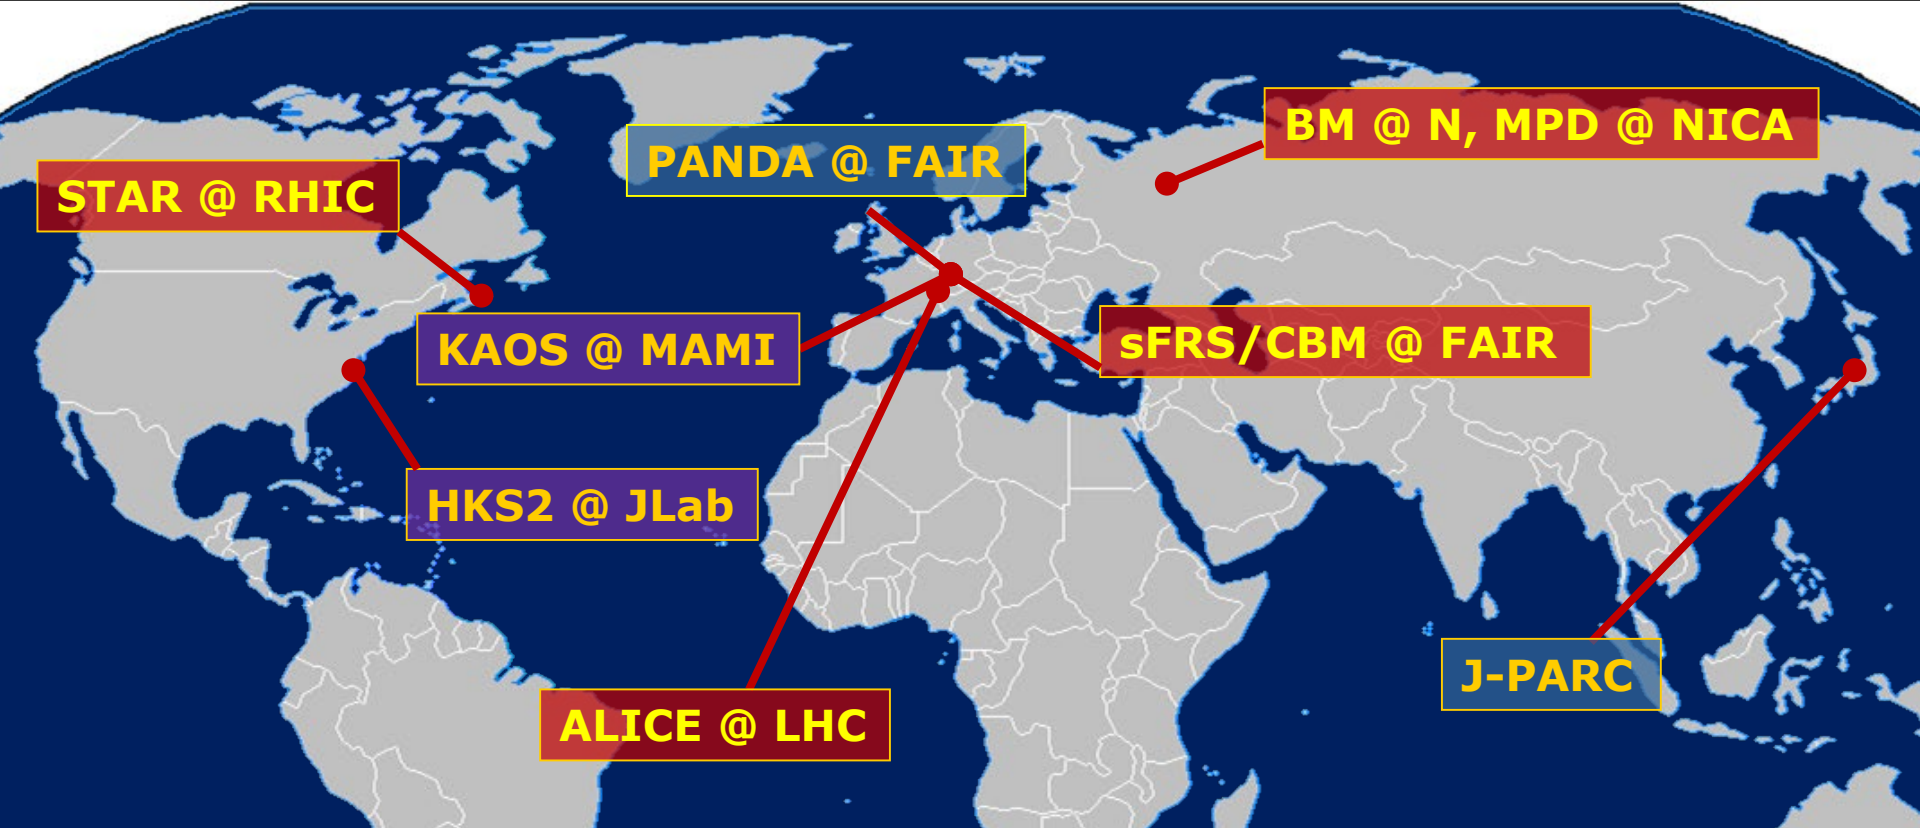 BM @ N, MPD @ NICA
PANDA @ FAIR
STAR @ RHIC
KAOS @ MAMI
sFRS/CBM @ FAIR
HKS2 @ JLab
J-PARC
ALICE @ LHC